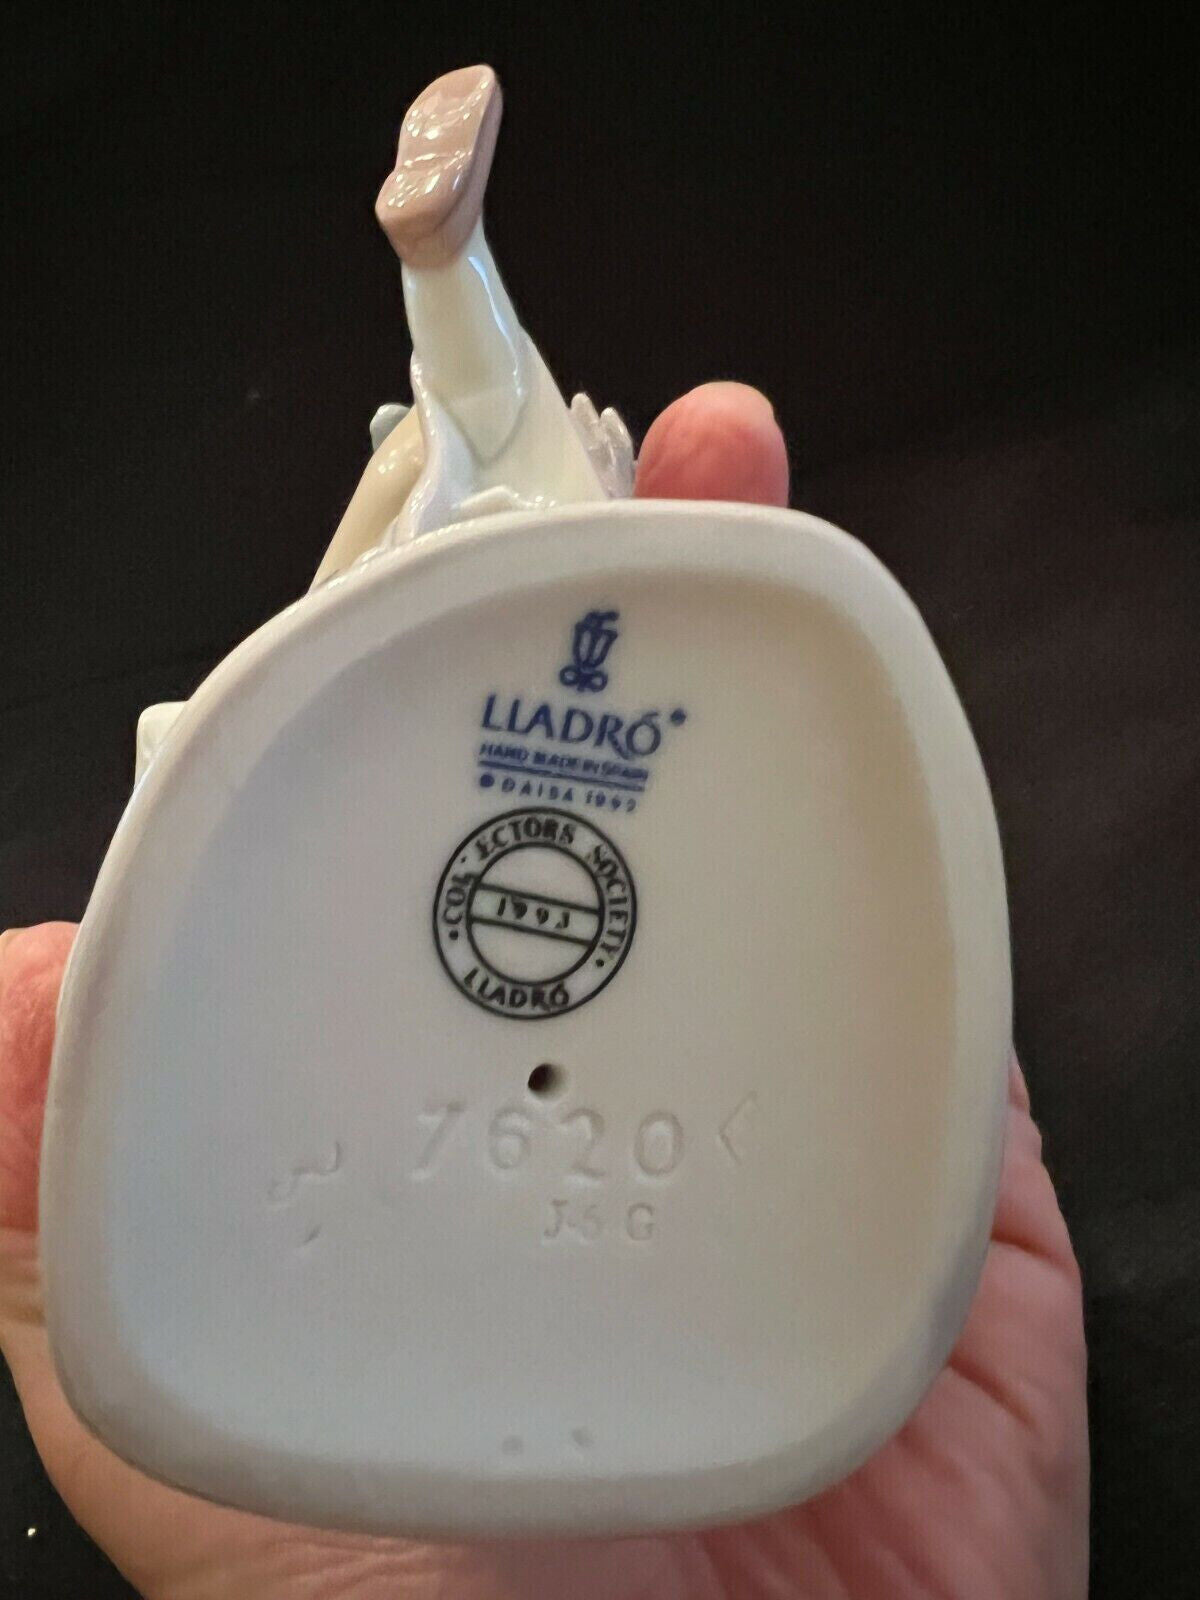 LLADRÓ
HAND MADE IN SPAIN
© DAISA 1992
COLLECTORS SOCIETY
1993
LLADRÓ
7620
J·S·G